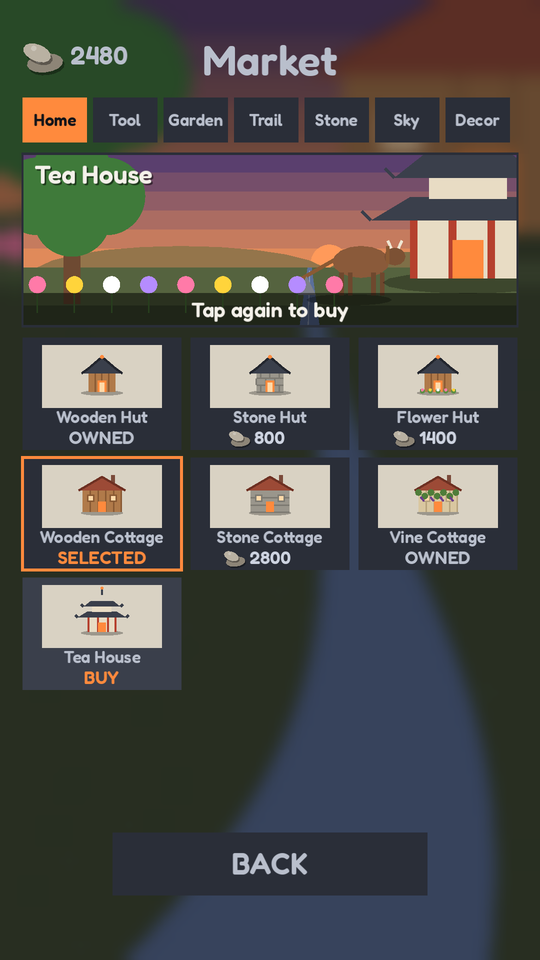 2480
Market
Home
Tool
Garden
Trail
Stone
Sky
Decor
Tea House
Tap again to buy
Wooden Hut
OWNED
Stone Hut
800
Flower Hut
1400
Wooden Cottage
SELECTED
Stone Cottage
2800
Vine Cottage
OWNED
Tea House
BUY
BACK